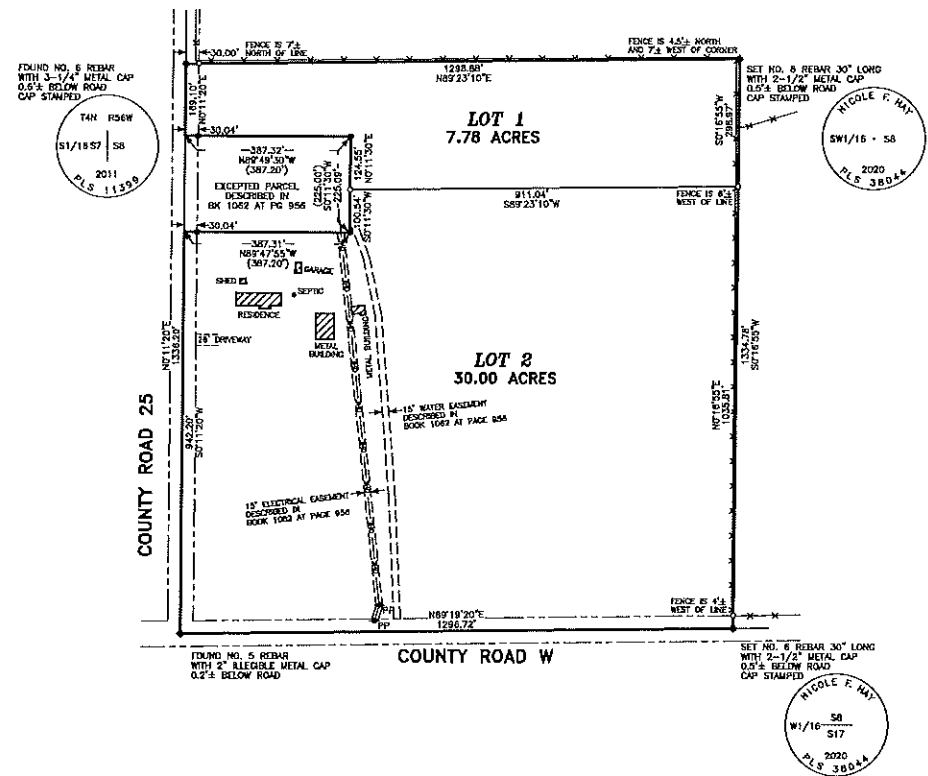 30.00'
FENCE IS 7'±
NORTH OF LINE
FENCE IS 4.5'± NORTH
AND 7'± WEST OF CORNER
1298.68'
N89°23'10"E
FOUND NO. 6 REBAR
WITH 3-1/4" METAL CAP
0.5'± BELOW ROAD
CAP STAMPED
T4N R56W
S1/16 S7 S8
2011
PLS 11399
SET NO. 6 REBAR 30" LONG
WITH 2-1/2" METAL CAP
0.5'± BELOW ROAD
CAP STAMPED
NICOLE F. HAY
SW1/16 - S8
2020
PLS 38044
169.10'
N0°11'20"E
LOT 1
7.78 ACRES
S0°16'55"W
298.97'
30.04'
387.32'
N89°49'30"W
(387.20')
EXCEPTED PARCEL
DESCRIBED IN
BK 1062 AT PG 956
(225.00')
S0°11'30"W
225.09'
124.55'
N0°11'30"E
100.54'
S0°11'30"W
911.04'
S89°23'10"W
FENCE IS 6'±
WEST OF LINE
30.04'
387.31'
N89°47'55"W
(387.20')
GARAGE
SHED
SEPTIC
RESIDENCE
METAL
BUILDING
METAL BUILDING
26' DRIVEWAY
N0°11'20"E
1336.20'
942.20'
S0°11'20"W
COUNTY ROAD 25
LOT 2
30.00 ACRES
15' WATER EASEMENT
DESCRIBED IN
BOOK 1062 AT PAGE 956
15' ELECTRICAL EASEMENT
DESCRIBED IN
BOOK 1062 AT PAGE 956
N0°16'55"E
1035.81'
1334.78'
S0°16'55"W
FENCE IS 4'±
WEST OF LINE
PP
PP
N89°19'20"E
1296.72'
FOUND NO. 5 REBAR
WITH 2" ILLEGIBLE METAL CAP
0.2'± BELOW ROAD
COUNTY ROAD W
SET NO. 6 REBAR 30" LONG
WITH 2-1/2" METAL CAP
0.5'± BELOW ROAD
CAP STAMPED
NICOLE F. HAY
W1/16 S8
S17
2020
PLS 38044